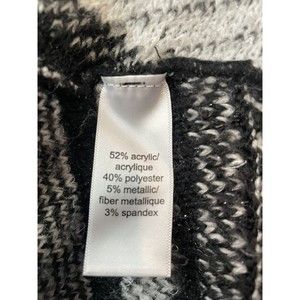 52% acrylic/
acrylique
40% polyester
5% metallic/
fiber metallique
3% spandex